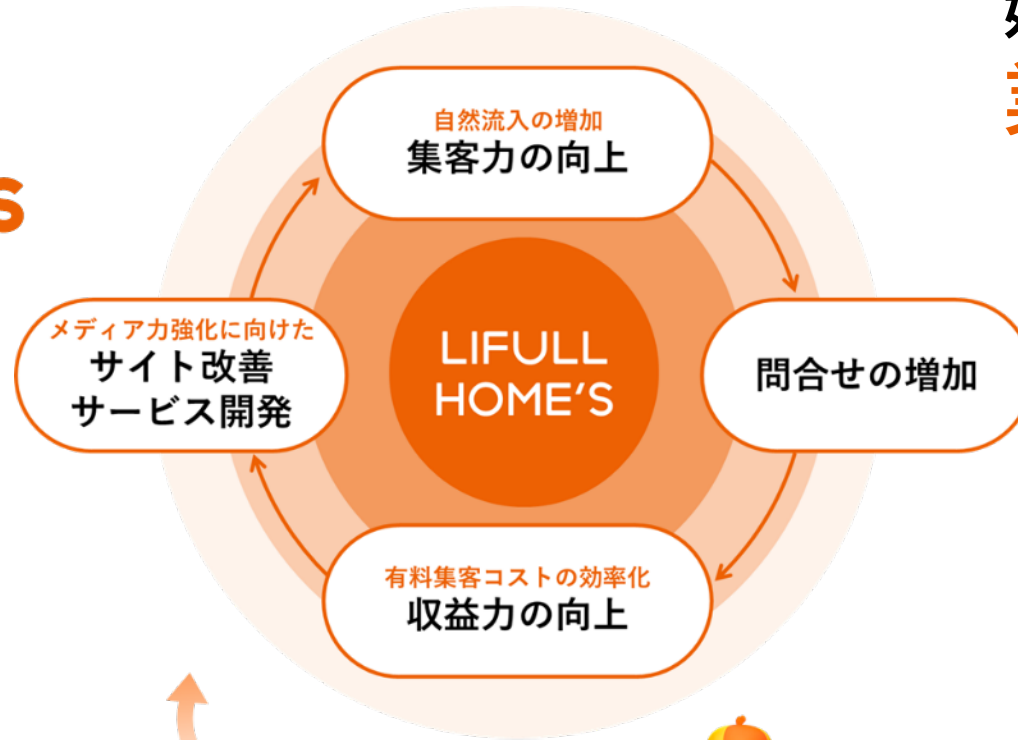 自然流入の増加
集客力の向上
s
メディア力強化に向けた
サイト改善
サービス開発
LIFULL
HOME'S
問合せの増加
有料集客コストの効率化
収益力の向上